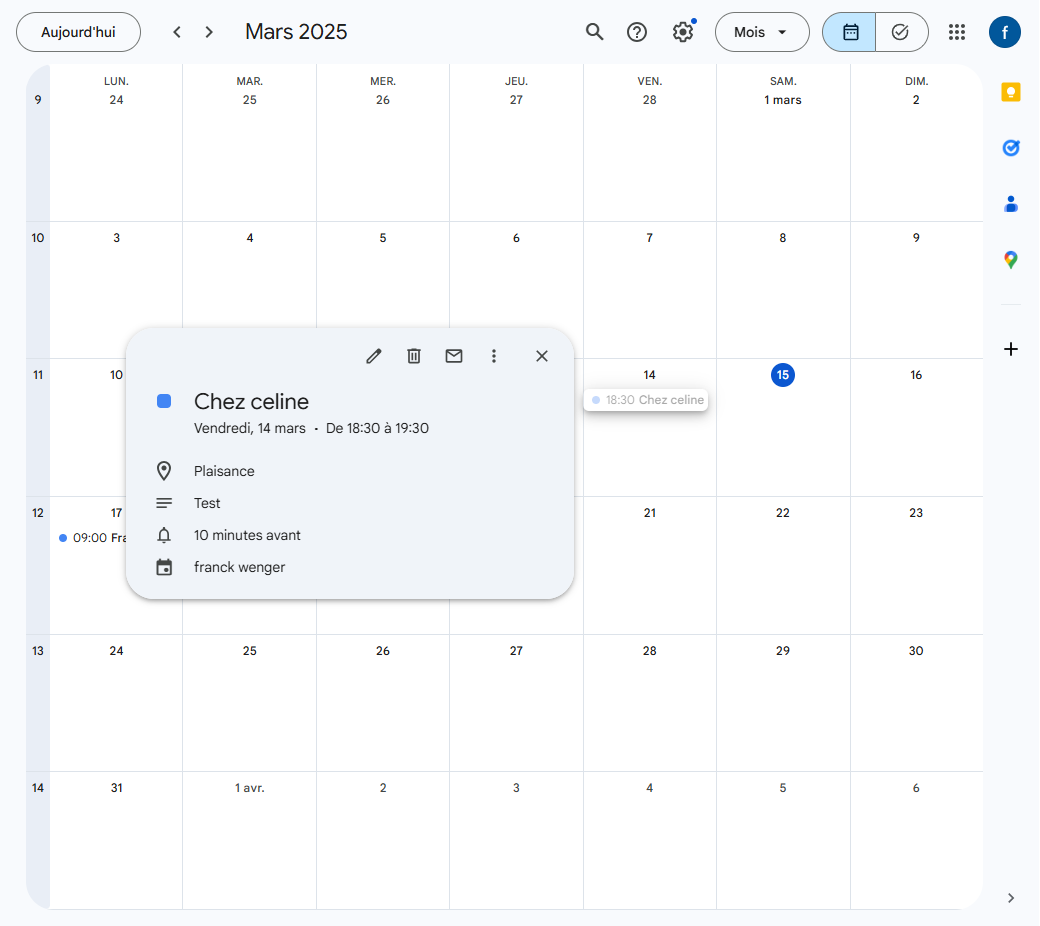 Aujourd'hui
Mars 2025
Mois
f
LUN. MAR. MER. JEU. VEN. SAM. DIM.
9 24 25 26 27 28 1 mars 2
10 3 4 5 6 7 8 9
11 10 14 15 16
18:30 Chez celine
Chez celine
Vendredi, 14 mars · De 18:30 à 19:30
Plaisance
Test
10 minutes avant
franck wenger
12 17 21 22 23
09:00
13 24 25 26 27 28 29 30
14 31 1 avr. 2 3 4 5 6